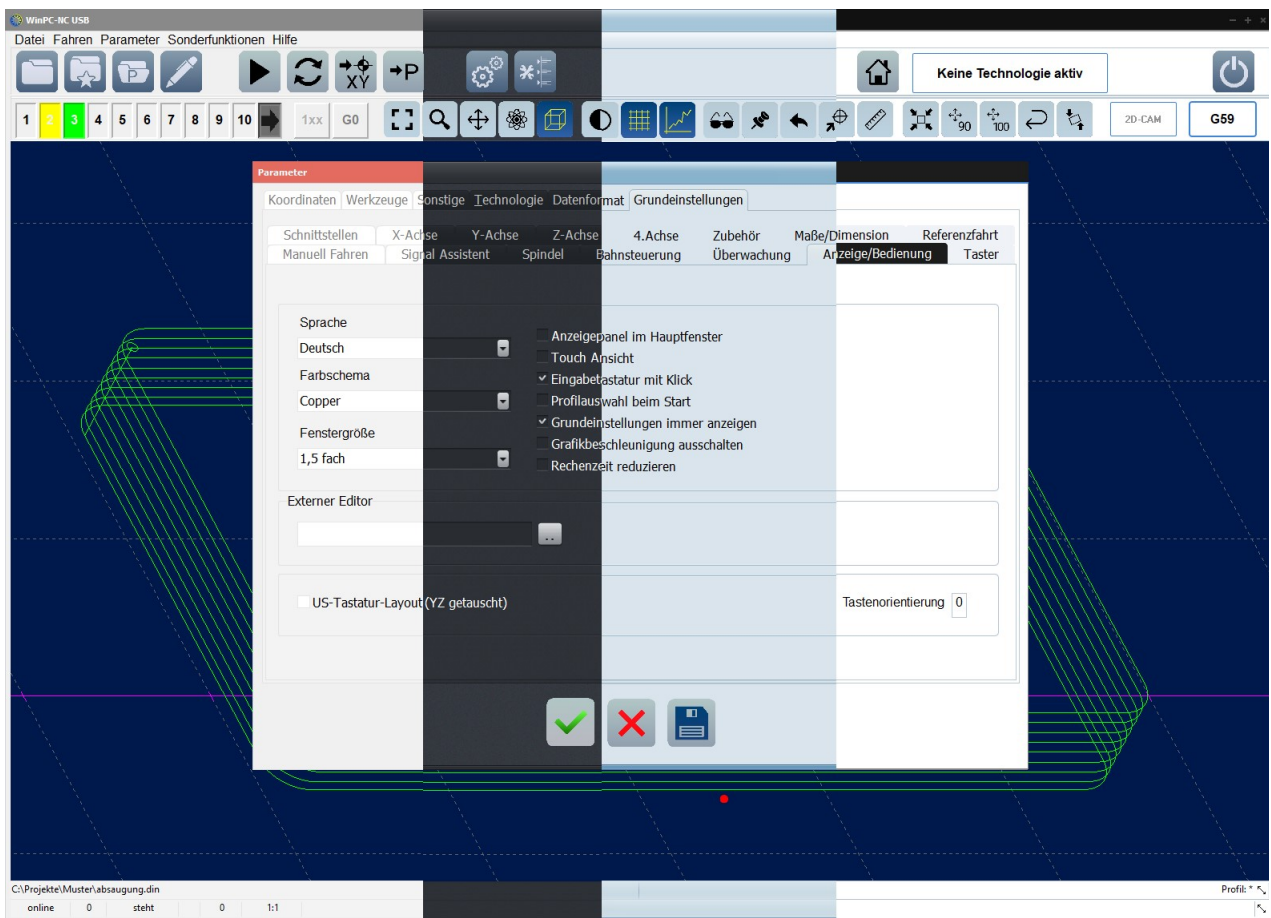 WinPC-NC USB
Datei Fahren Parameter Sonderfunktionen Hilfe
P XY P Keine Technologie aktiv
1 2 3 4 5 6 7 8 9 10 1xx G0 90 100 2D-CAM G59
Parameter
Koordinaten Werkzeuge Sonstige Technologie Datenformat Grundeinstellungen
Schnittstellen X-Achse Y-Achse Z-Achse 4.Achse Zubehör Maße/Dimension Referenzfahrt
Manuell Fahren Signal Assistent Spindel Bahnsteuerung Überwachung Anzeige/Bedienung Taster
Sprache
Deutsch
Farbschema
Copper
Fenstergröße
1,5 fach
Anzeigepanel im Hauptfenster
Touch Ansicht
Eingabetastatur mit Klick
Profilauswahl beim Start
Grundeinstellungen immer anzeigen
Grafikbeschleunigung ausschalten
Rechenzeit reduzieren
Externer Editor
..
US-Tastatur-Layout (YZ getauscht) Tastenorientierung 0
C:\Projekte\Muster\absaugung.din Profil: *
online 0 steht 0 1:1